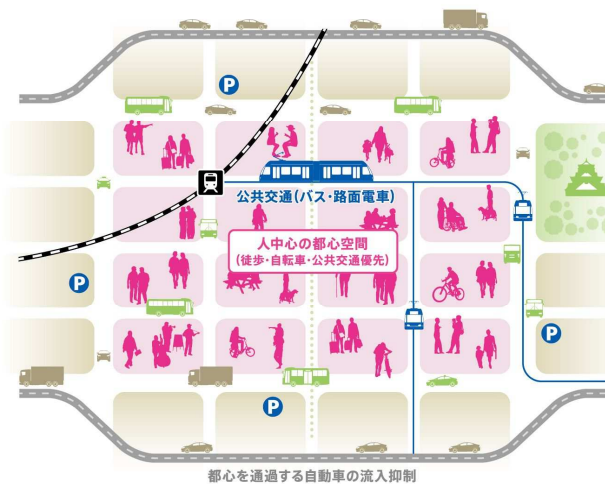 P
公共交通(バス・路面電車)
人中心の都心空間
(徒歩・自転車・公共交通優先)
P
P
P
都心を通過する自動車の流入抑制